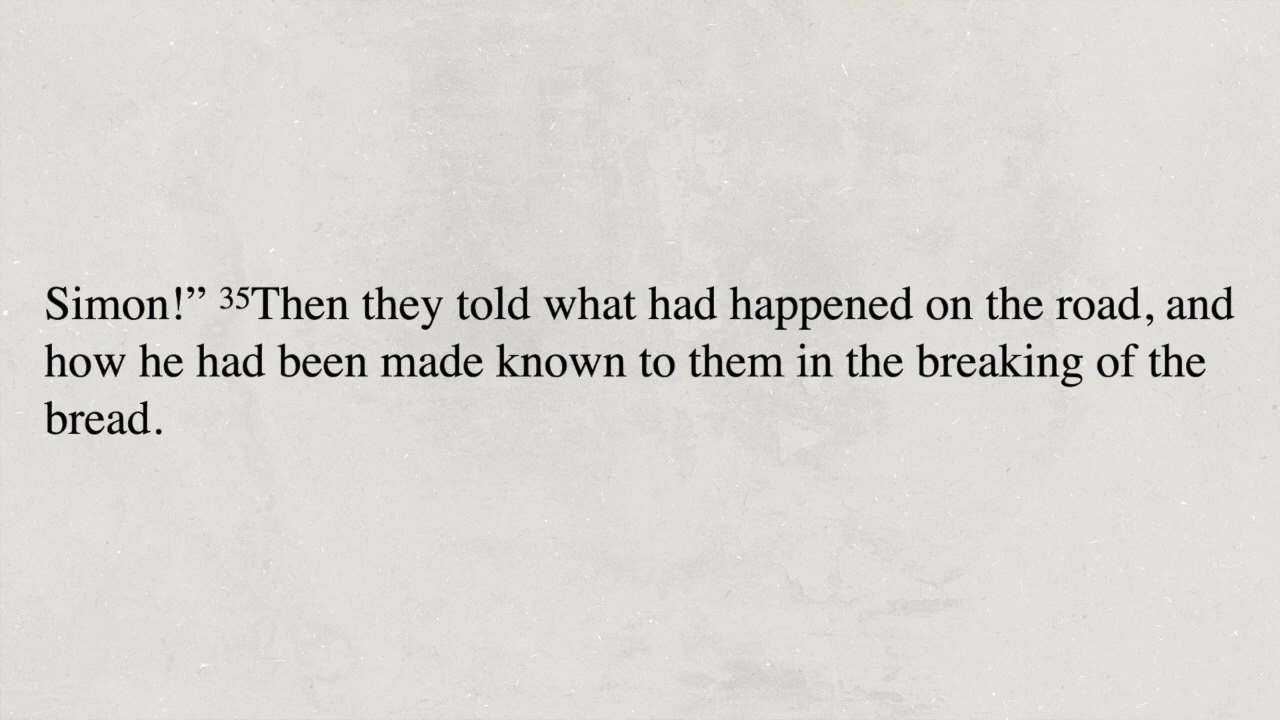 Simon!” ³⁵Then they told what had happened on the road, and
how he had been made known to them in the breaking of the
bread.